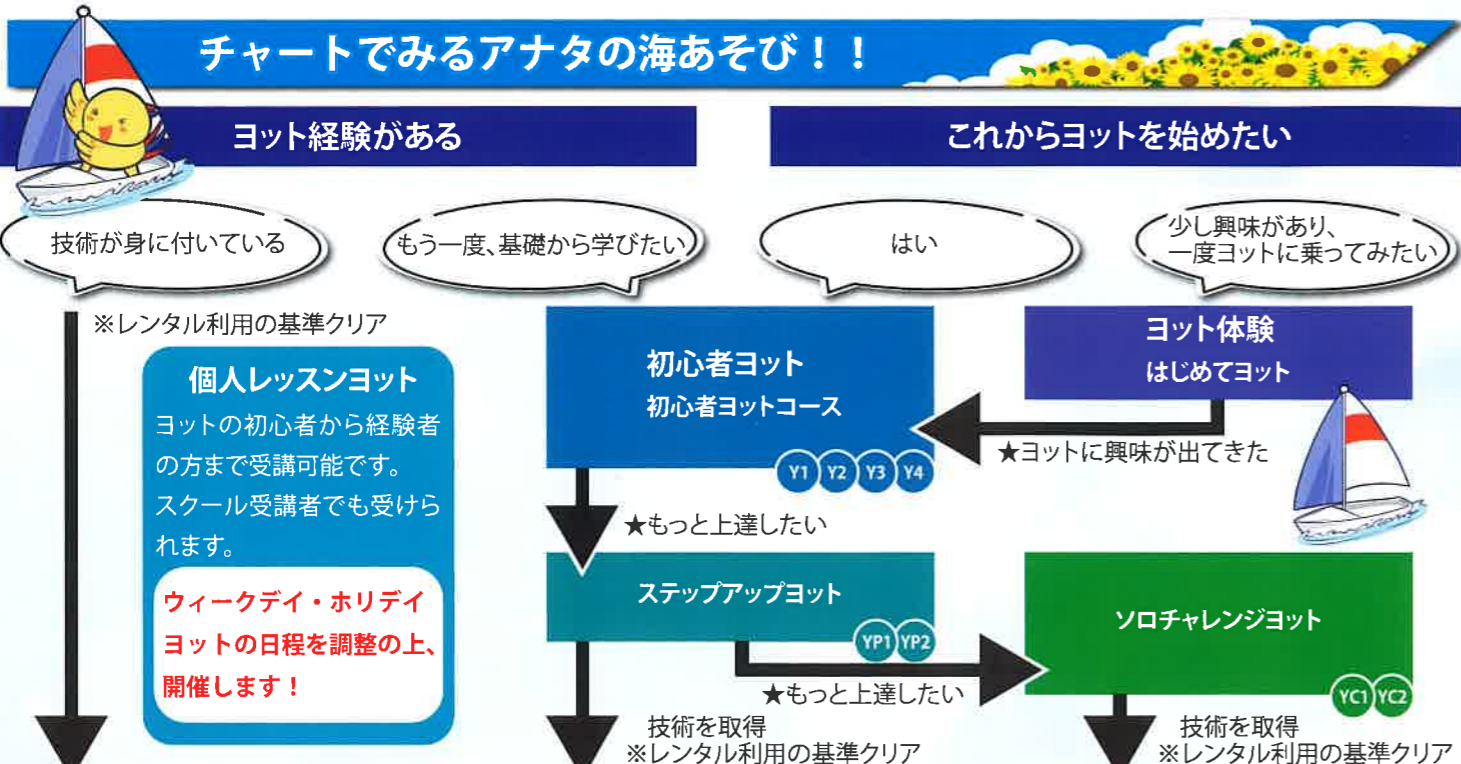 チャートでみるアナタの海あそび！！
ヨット経験がある
これからヨットを始めたい
技術が身に付いている
もう一度、基礎から学びたい
はい
少し興味があり、
一度ヨットに乗ってみたい
※レンタル利用の基準クリア
個人レッスンヨット
ヨットの初心者から経験者
の方まで受講可能です。
スクール受講者でも受けら
れます。
ウィークデイ・ホリデイ
ヨットの日程を調整の上、
開催します！
初心者ヨット
初心者ヨットコース
Y1 Y2 Y3 Y4
ヨット体験
はじめてヨット
★ヨットに興味が出てきた
★もっと上達したい
ステップアップヨット
YP1 YP2
★もっと上達したい
ソロチャレンジヨット
YC1 YC2
技術を取得
※レンタル利用の基準クリア
技術を取得
※レンタル利用の基準クリア